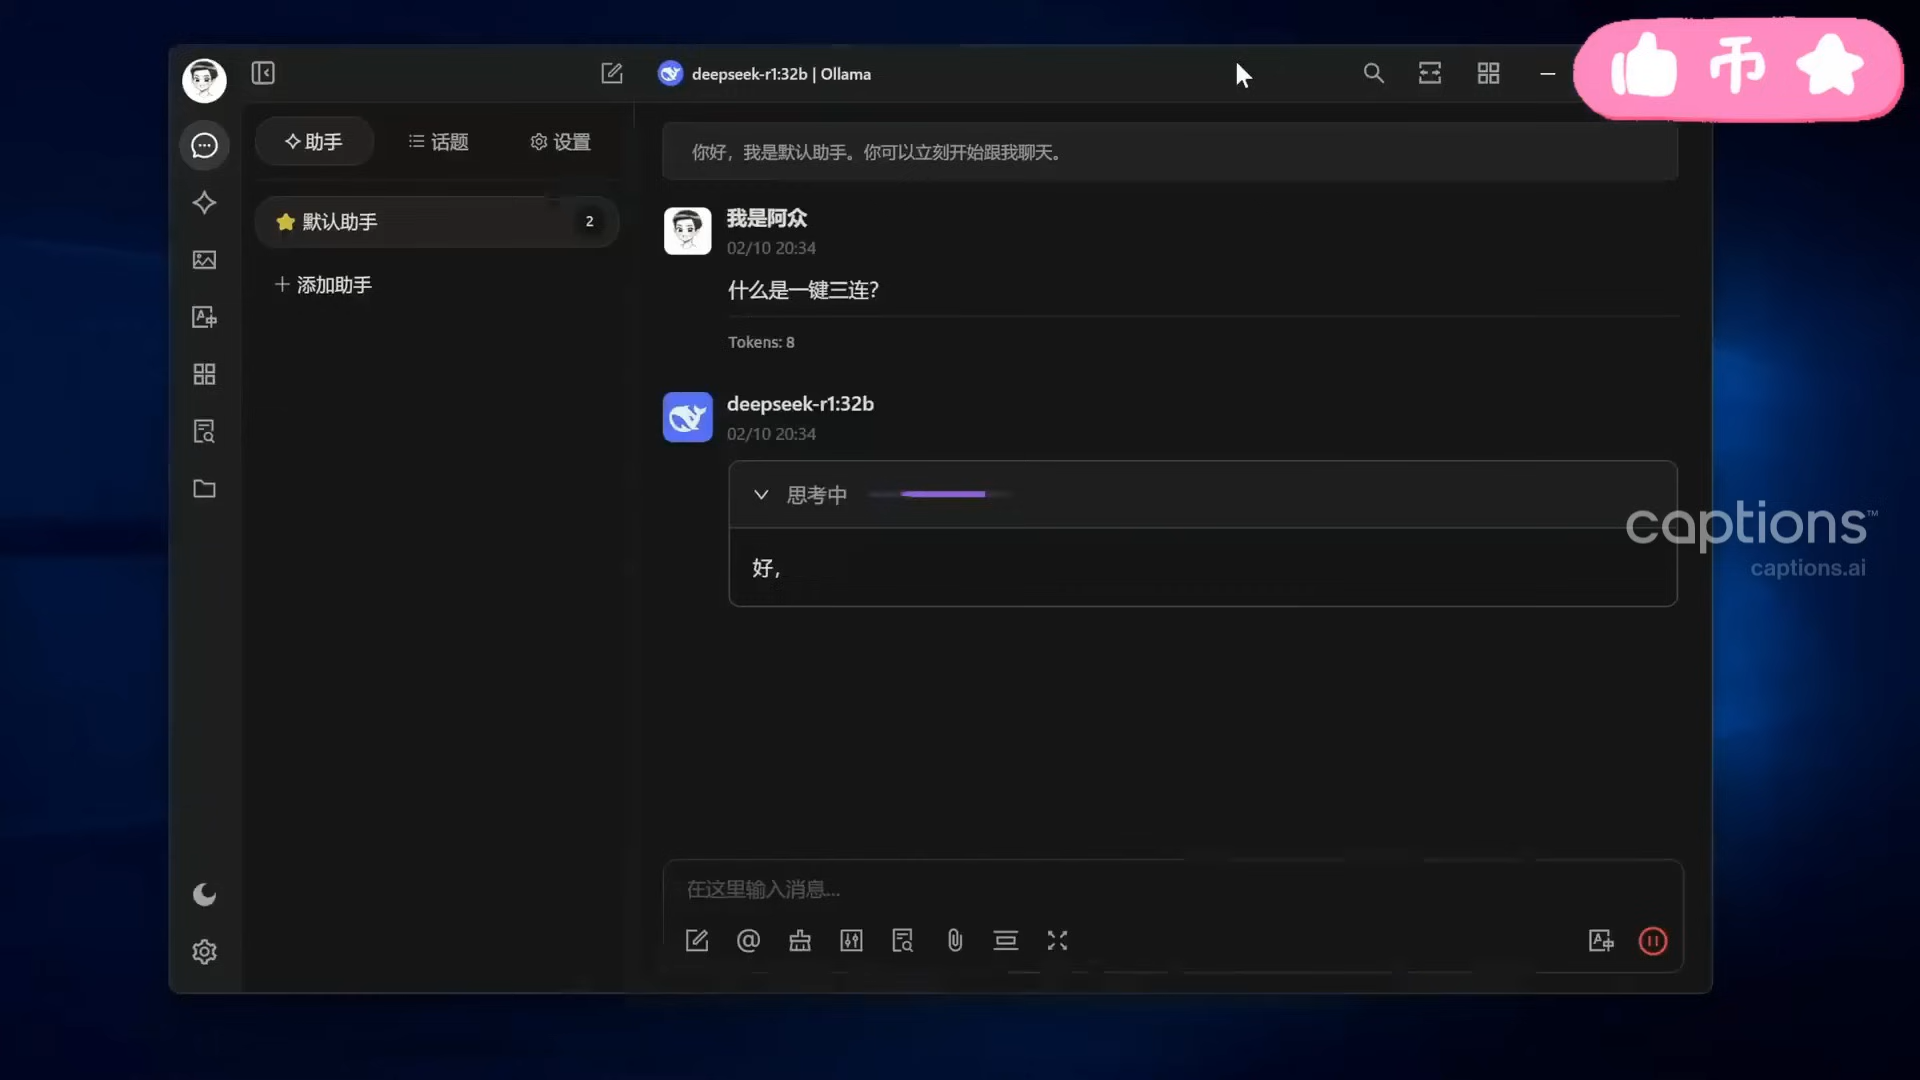 deepseek-r1:32b | Ollama
币
助手
话题
设置
你好，我是默认助手。你可以立刻开始跟我聊天。
默认助手
2
添加助手
我是阿众
02/10 20:34
什么是一键三连?
Tokens: 8
deepseek-r1:32b
02/10 20:34
思考中
好，
captions™
captions.ai
在这里输入消息...